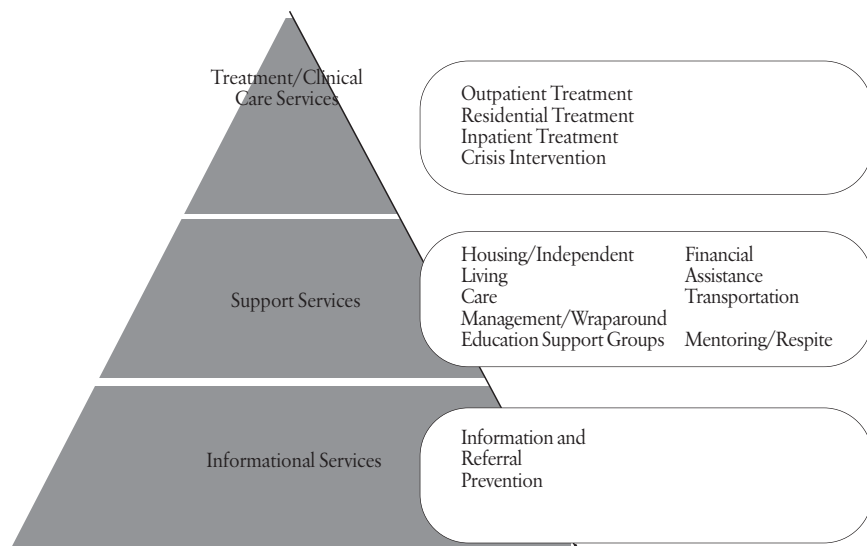 Treatment/Clinical
Care Services
Outpatient Treatment
Residential Treatment
Inpatient Treatment
Crisis Intervention
Support Services
Housing/Independent
Living
Care
Management/Wraparound
Education Support Groups
Financial
Assistance
Transportation
Mentoring/Respite
Informational Services
Information and
Referral
Prevention